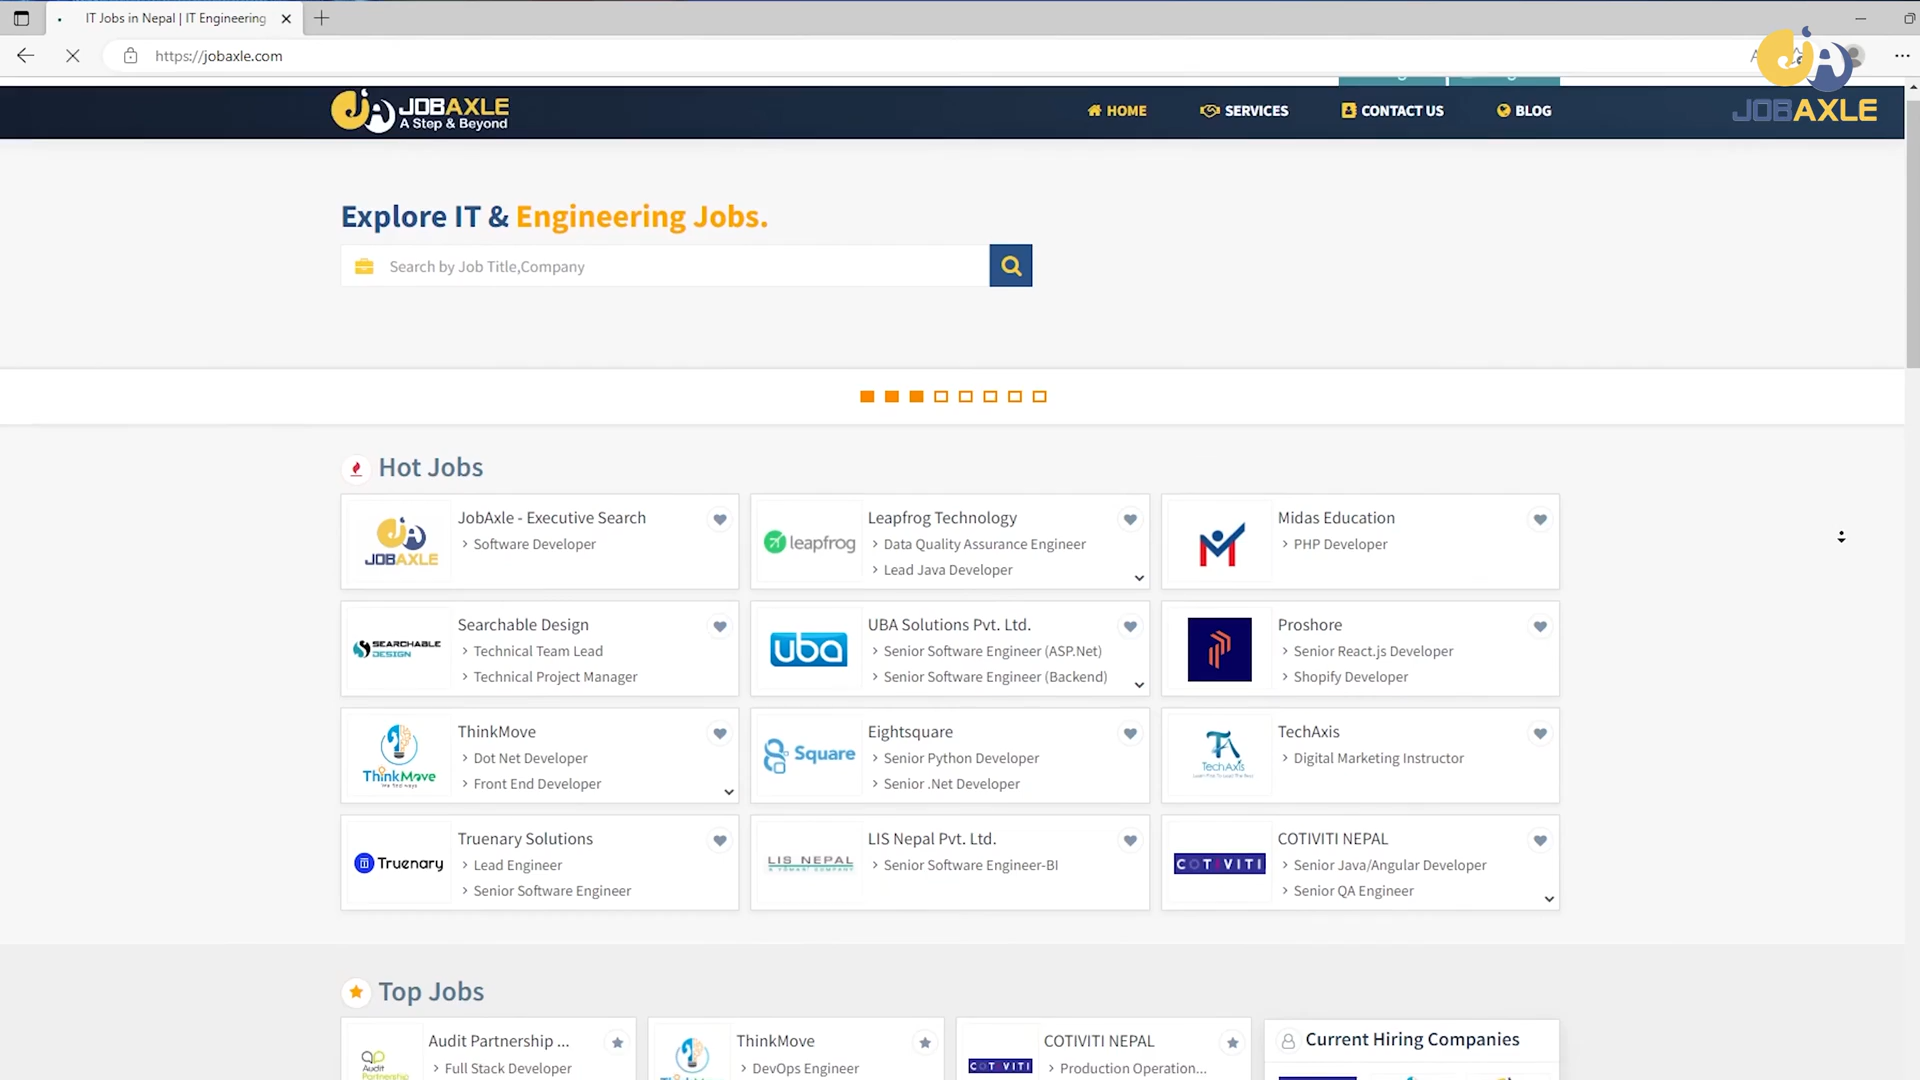 IT Jobs in Nepal | IT Engineering
https://jobaxle.com
JOBAXLE
JOBAXLE
A Step & Beyond
HOME
SERVICES
CONTACT US
BLOG
Explore IT & Engineering Jobs.
Search by Job Title,Company
Hot Jobs
JOBAXLE
JobAxle - Executive Search
Software Developer
leapfrog
Leapfrog Technology
Data Quality Assurance Engineer
Lead Java Developer
Midas Education
PHP Developer
SEARCHABLE
DESIGN
Searchable Design
Technical Team Lead
Technical Project Manager
uba
UBA Solutions Pvt. Ltd.
Senior Software Engineer (ASP.Net)
Senior Software Engineer (Backend)
Proshore
Senior React.js Developer
Shopify Developer
ThinkMove
We find ways
ThinkMove
Dot Net Developer
Front End Developer
Square
Eightsquare
Senior Python Developer
Senior .Net Developer
TechAxis
TechAxis
Digital Marketing Instructor
Truenary
Truenary Solutions
Lead Engineer
Senior Software Engineer
LIS NEPAL
LIS Nepal Pvt. Ltd.
Senior Software Engineer-BI
COTIVITI
COTIVITI NEPAL
Senior Java/Angular Developer
Senior QA Engineer
Top Jobs
Audit
Partnership
Audit Partnership ...
Full Stack Developer
ThinkMove
DevOps Engineer
COTIVITI
COTIVITI NEPAL
Production Operation...
Current Hiring Companies